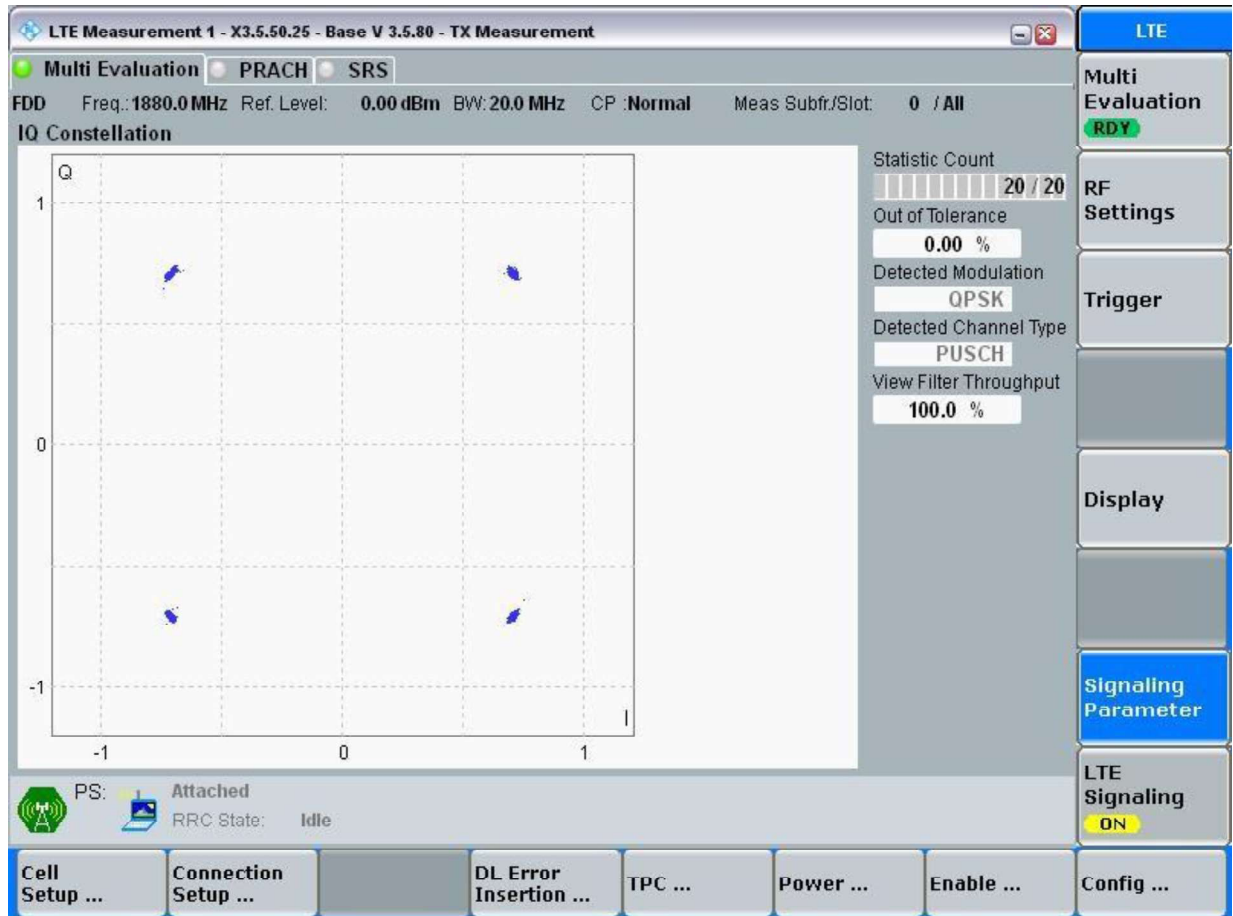 LTE Measurement 1 - X3.5.50.25 - Base V 3.5.80 - TX Measurement
LTE
Multi Evaluation PRACH SRS
FDD Freq.: 1880.0 MHz Ref. Level: 0.00 dBm BW: 20.0 MHz CP :Normal Meas Subfr./Slot: 0 / All
IQ Constellation
Q
1
0
-1
-1 0 1
I
Statistic Count
20 / 20
Out of Tolerance
0.00 %
Detected Modulation
QPSK
Detected Channel Type
PUSCH
View Filter Throughput
100.0 %
Multi
Evaluation
RDY
RF
Settings
Trigger
Display
Signaling
Parameter
LTE
Signaling
ON
PS: Attached
RRC State: Idle
Cell
Setup ...
Connection
Setup ...
DL Error
Insertion ...
TPC ...
Power ...
Enable ...
Config ...